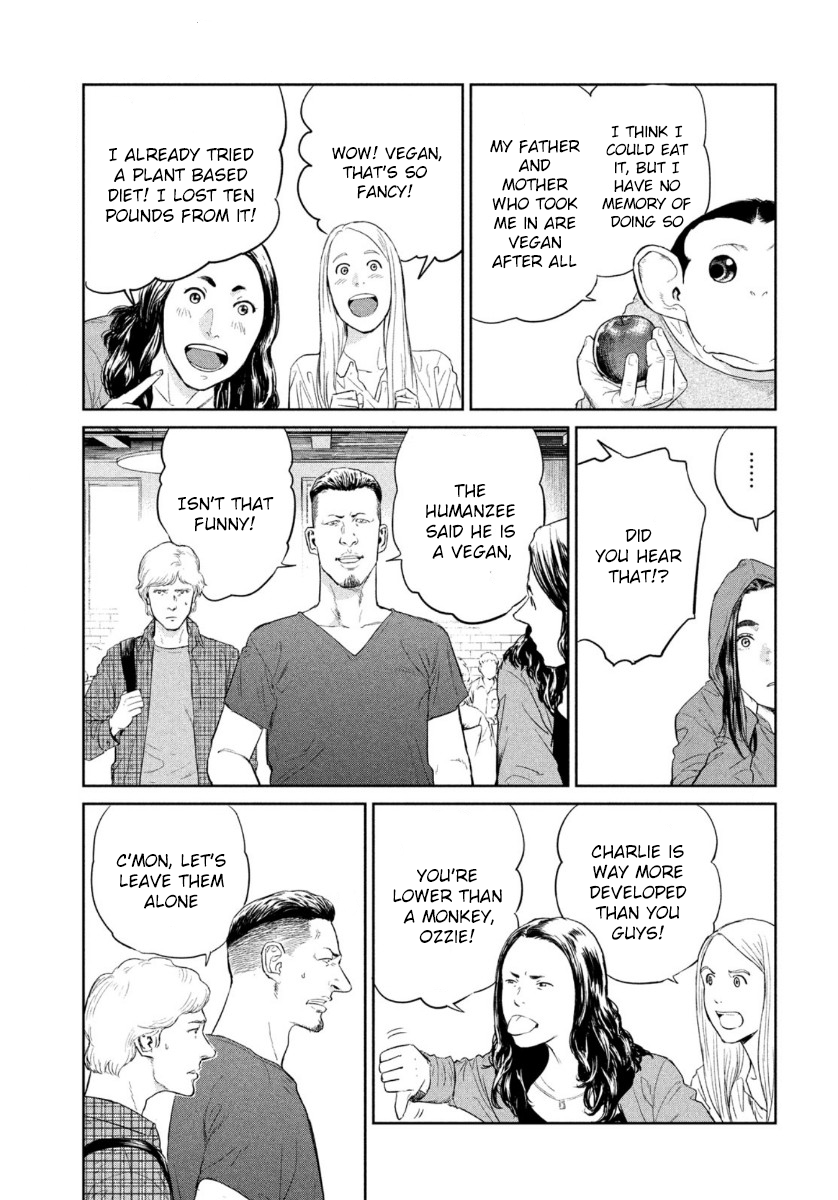 I THINK I
COULD EAT
IT, BUT I
HAVE NO
MEMORY OF
DOING SO
MY FATHER
AND
MOTHER
WHO TOOK
ME IN ARE
VEGAN
AFTER ALL
WOW! VEGAN,
THAT'S SO
FANCY!
I ALREADY TRIED
A PLANT BASED
DIET! I LOST TEN
POUNDS FROM IT!
......
DID
YOU HEAR
THAT!?
THE
HUMANZEE
SAID HE IS
A VEGAN,
ISN'T THAT
FUNNY!
CHARLIE IS
WAY MORE
DEVELOPED
THAN YOU
GUYS!
YOU'RE
LOWER THAN
A MONKEY,
OZZIE!
C'MON, LET'S
LEAVE THEM
ALONE